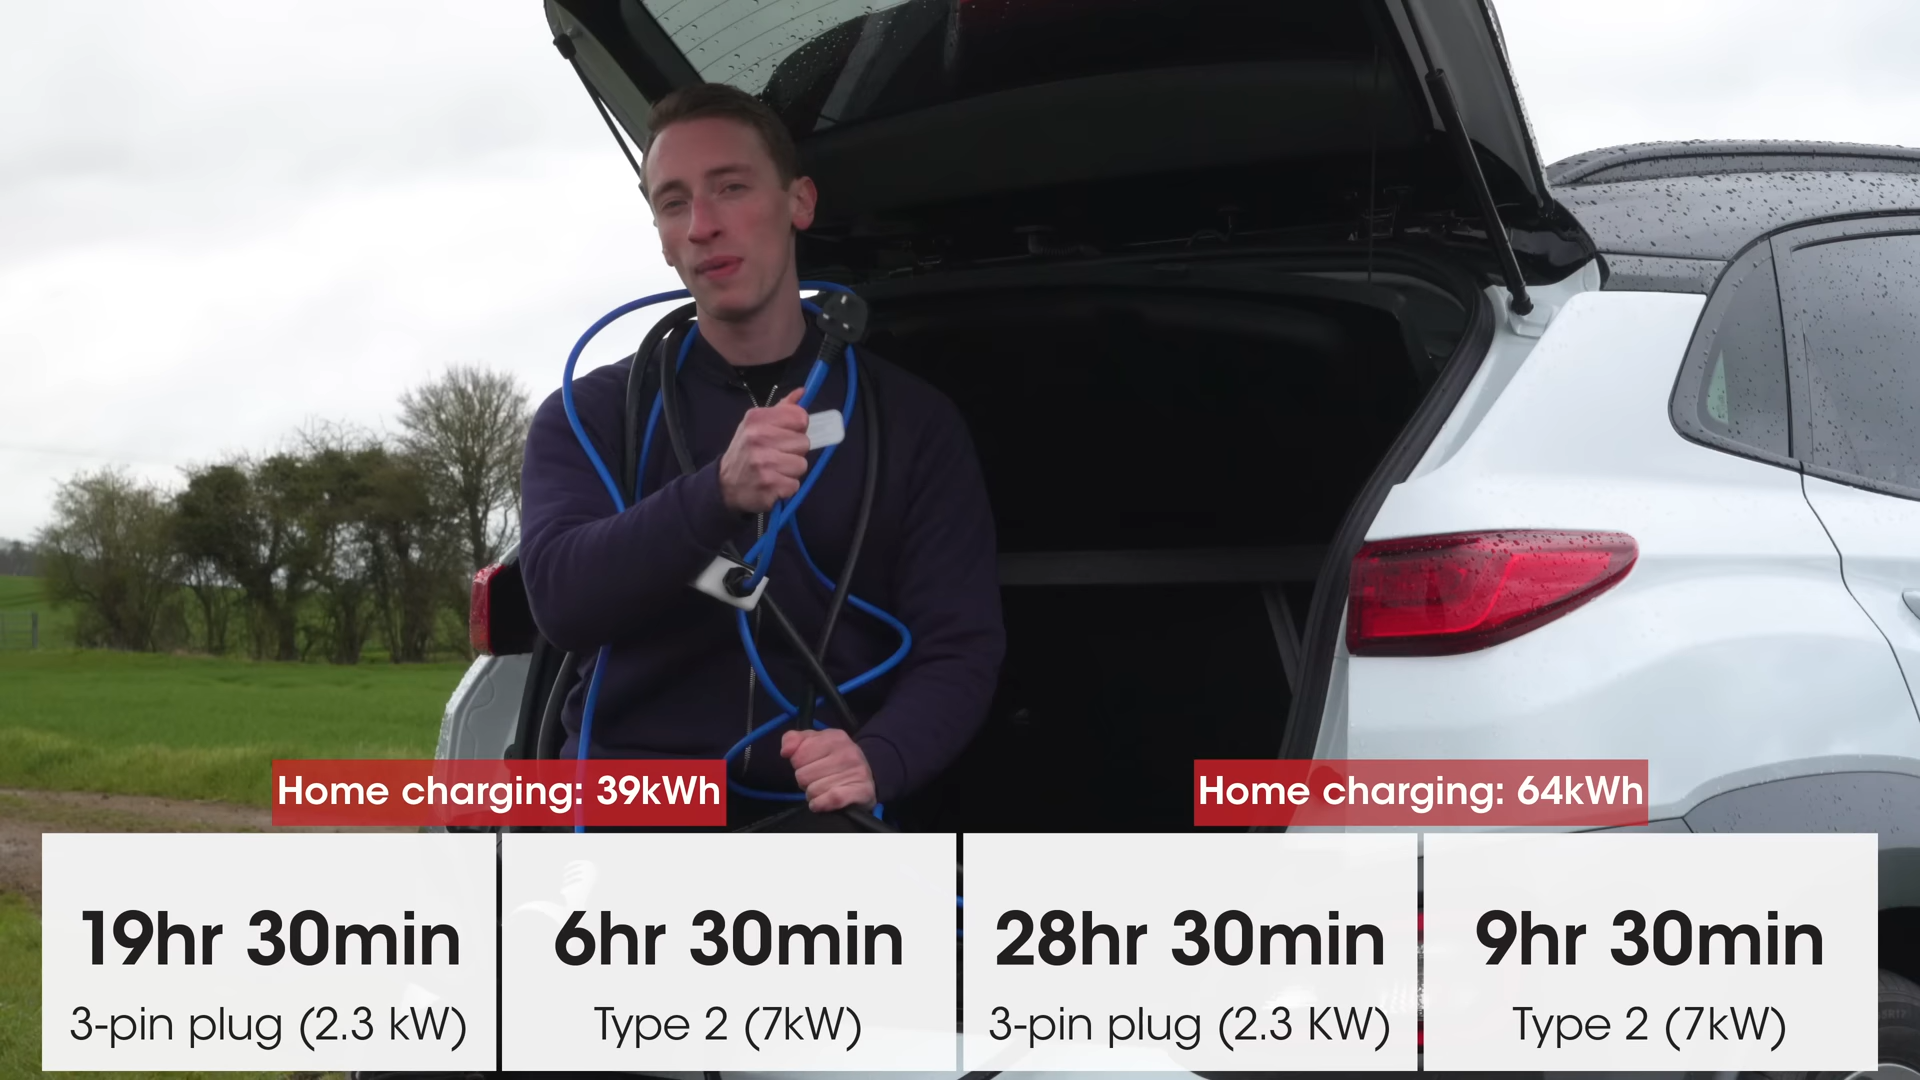 Home charging: 39kWh
19hr 30min
3-pin plug (2.3 kW)
6hr 30min
Type 2 (7kW)
Home charging: 64kWh
28hr 30min
3-pin plug (2.3 KW)
9hr 30min
Type 2 (7kW)